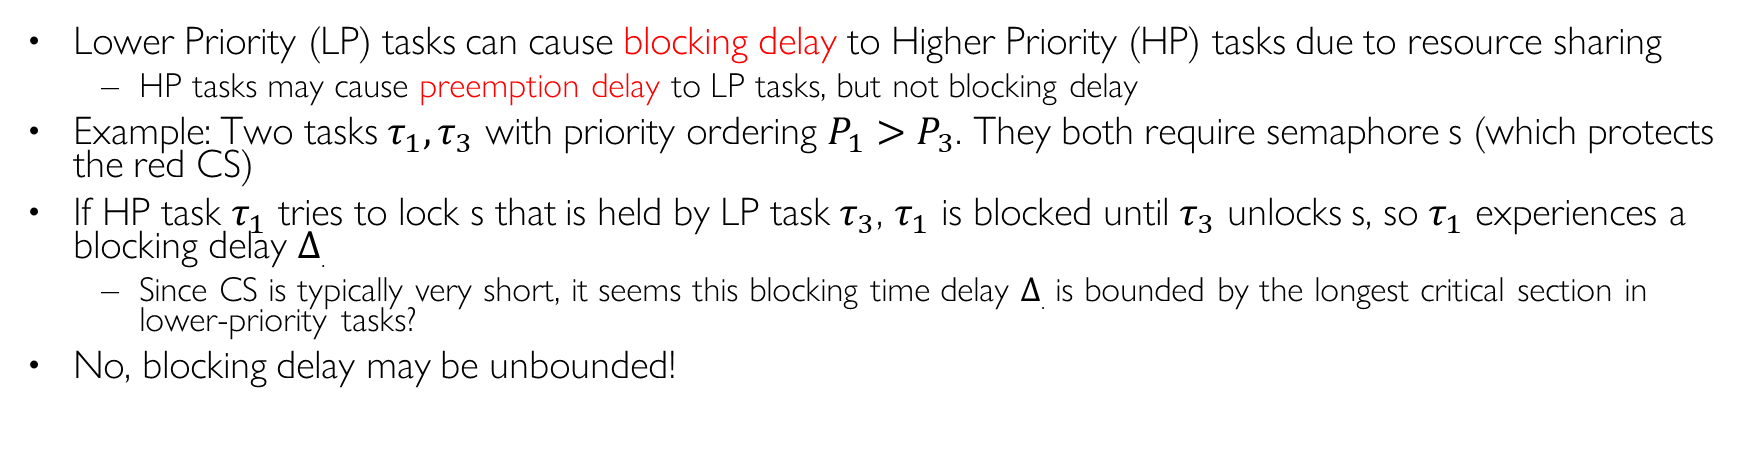 • Lower Priority (LP) tasks can cause blocking delay to Higher Priority (HP) tasks due to resource sharing
– HP tasks may cause preemption delay to LP tasks, but not blocking delay
• Example: Two tasks τ₁, τ₃ with priority ordering P₁ > P₃. They both require semaphore s (which protects
the red CS)
• If HP task τ₁ tries to lock s that is held by LP task τ₃, τ₁ is blocked until τ₃ unlocks s, so τ₁ experiences a
blocking delay Δ.
– Since CS is typically very short, it seems this blocking time delay Δ. is bounded by the longest critical section in
lower-priority tasks?
• No, blocking delay may be unbounded!